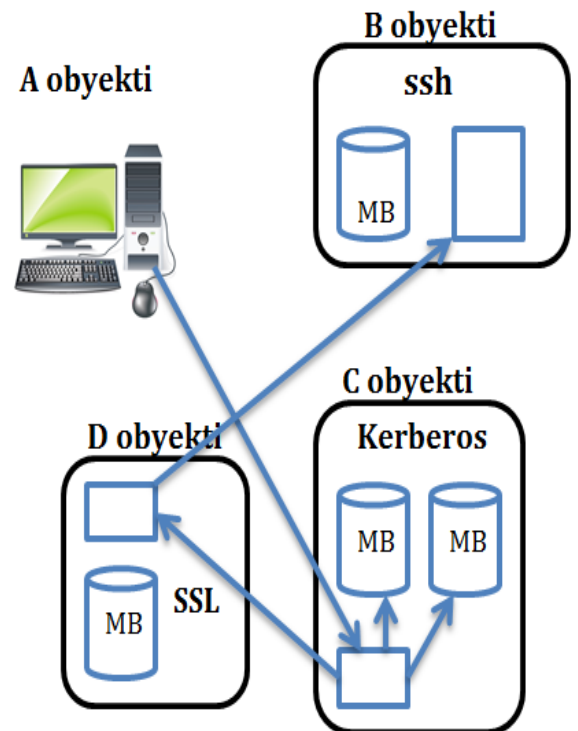 B obyekti
A obyekti
ssh
MB
C obyekti
D obyekti
Kerberos
MB
MB
SSL
MB